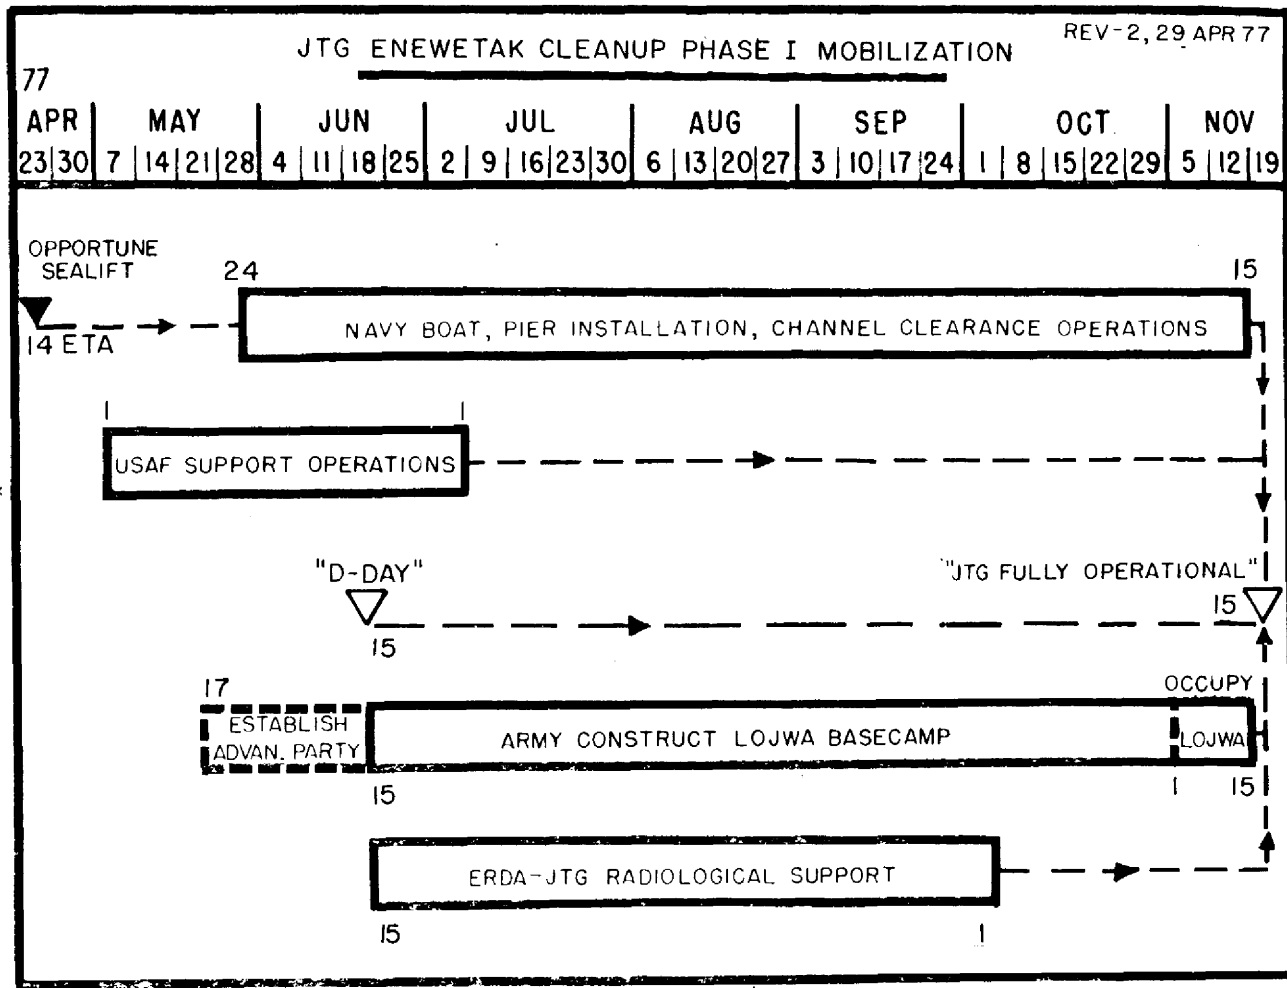 REV-2, 29 APR 77
JTG ENEWETAK CLEANUP PHASE I MOBILIZATION
77
APR MAY JUN JUL AUG SEP OCT NOV
23 30 7 14 21 28 4 11 18 25 2 9 16 23 30 6 13 20 27 3 10 17 24 1 8 15 22 29 5 12 19
OPPORTUNE
SEALIFT
24
15
NAVY BOAT, PIER INSTALLATION, CHANNEL CLEARANCE OPERATIONS
14 ETA
1 1
USAF SUPPORT OPERATIONS
"D-DAY"
"JTG FULLY OPERATIONAL"
15
15
17
OCCUPY
ESTABLISH
ADVAN. PARTY
ARMY CONSTRUCT LOJWA BASECAMP
LOJWA
15 1 15
ERDA-JTG RADIOLOGICAL SUPPORT
15 1